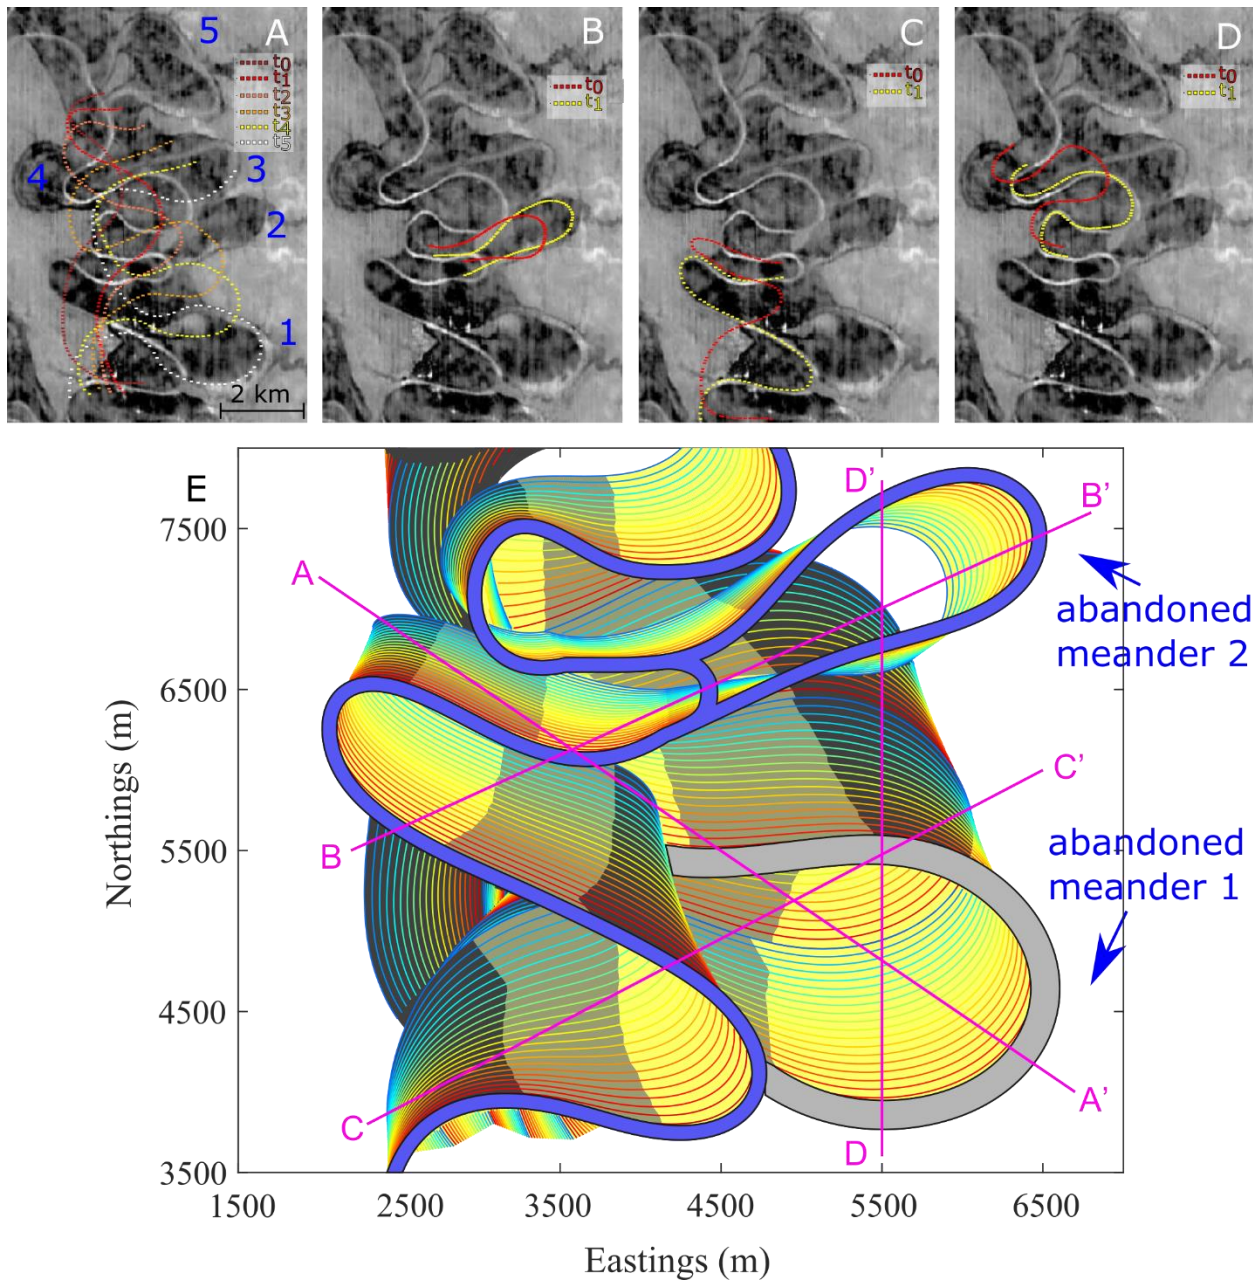 5 A
t0
t1
t2
t3
t4
t5
4
3
2
1
2 km
B
t0
t1
C
t0
t1
D
t0
t1
E
D'
B'
A
C'
B
C
A'
D
abandoned
meander 2
abandoned
meander 1
7500
6500
5500
4500
3500
Northings (m)
1500 2500 3500 4500 5500 6500
Eastings (m)